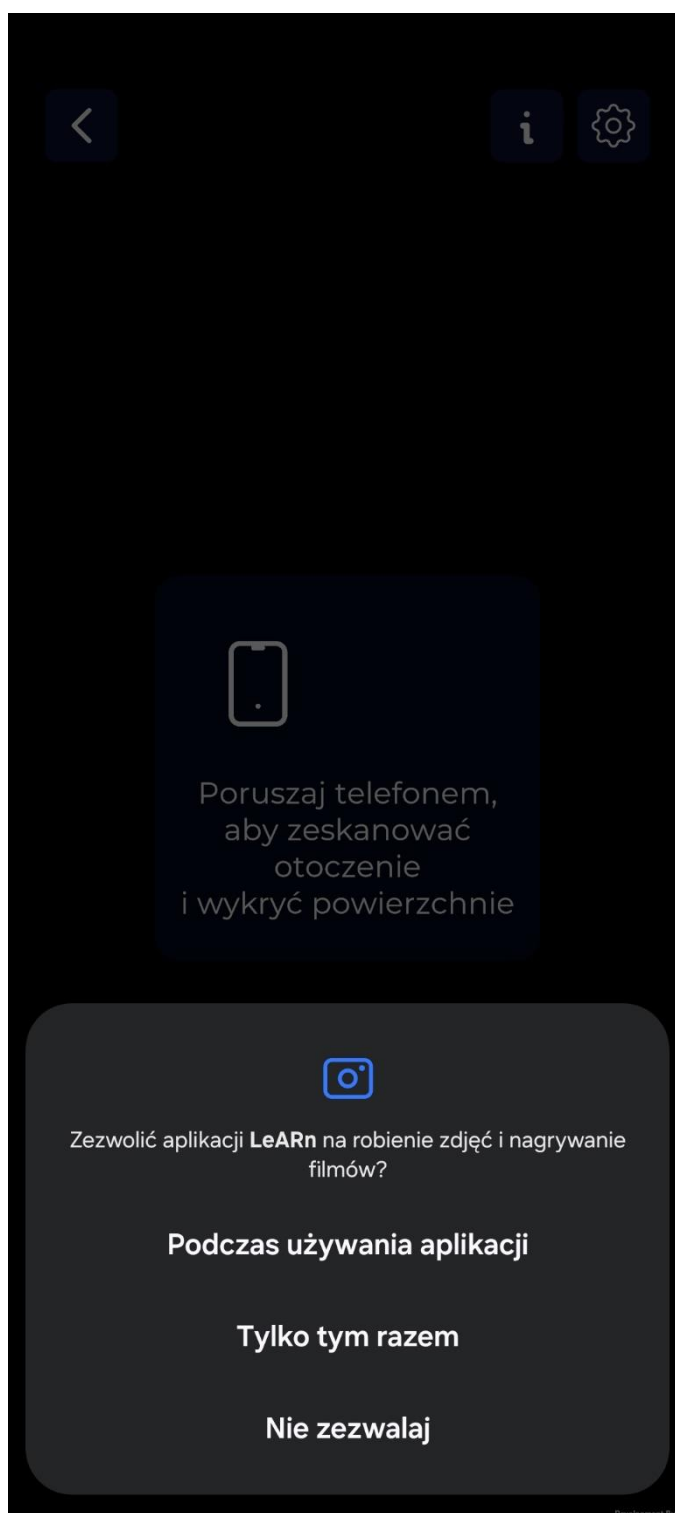 Poruszaj telefonem,
aby zeskanować
otoczenie
i wykryć powierzchnie
Zezwolić aplikacji LeARn na robienie zdjęć i nagrywanie
filmów?
Podczas używania aplikacji
Tylko tym razem
Nie zezwalaj